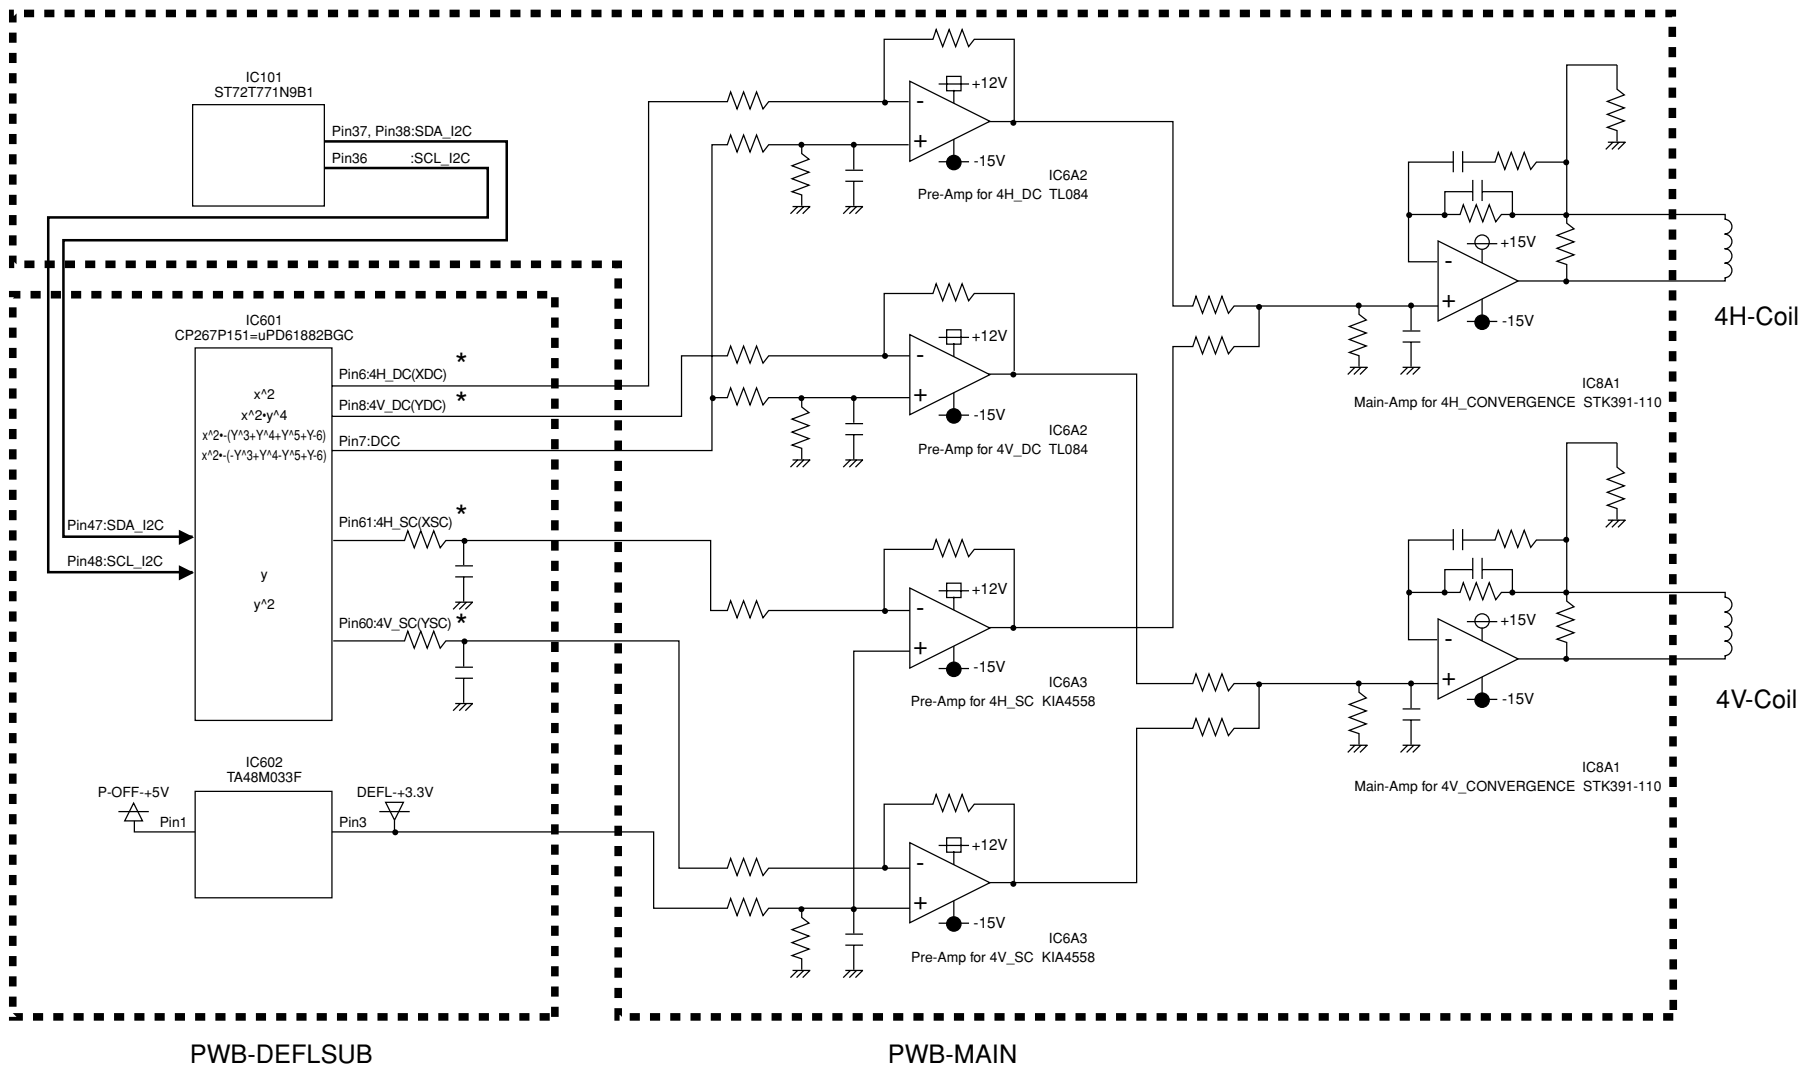 IC101
ST72T771N9B1
Pin37, Pin38:SDA_I2C
Pin36 :SCL_I2C
IC601
CP267P151=uPD61882BGC
x^2
x^2•y^4
x^2•-(Y^3+Y^4+Y^5+Y-6)
x^2•-(-Y^3+Y^4-Y^5+Y-6)
y
y^2
Pin6:4H_DC(XDC) *
Pin8:4V_DC(YDC) *
Pin7:DCC
Pin61:4H_SC(XSC) *
Pin60:4V_SC(YSC) *
Pin47:SDA_I2C
Pin48:SCL_I2C
IC602
TA48M033F
P-OFF-+5V
Pin1
Pin3
DEFL-+3.3V
-
+
+12V
-15V
IC6A2
Pre-Amp for 4H_DC TL084
-
+
+12V
-15V
IC6A2
Pre-Amp for 4V_DC TL084
-
+
+12V
-15V
IC6A3
Pre-Amp for 4H_SC KIA4558
-
+
+12V
-15V
IC6A3
Pre-Amp for 4V_SC KIA4558
-
+
+15V
-15V
4H-Coil
IC8A1
Main-Amp for 4H_CONVERGENCE STK391-110
-
+
+15V
-15V
4V-Coil
IC8A1
Main-Amp for 4V_CONVERGENCE STK391-110
PWB-DEFLSUB
PWB-MAIN